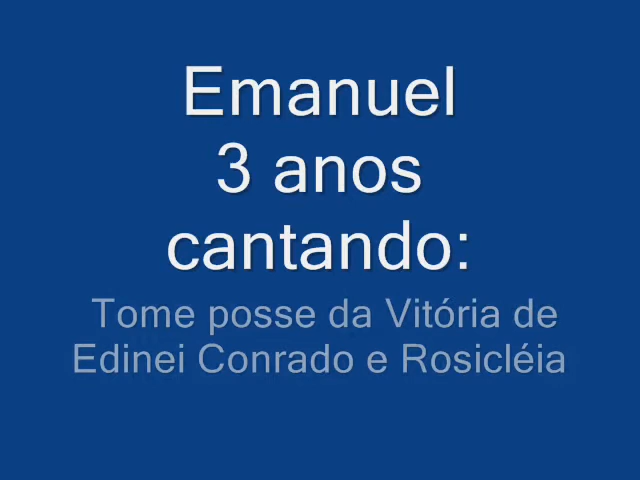 Emanuel
3 anos
cantando:
Tome posse da Vitória de
Edinei Conrado e Rosicléia